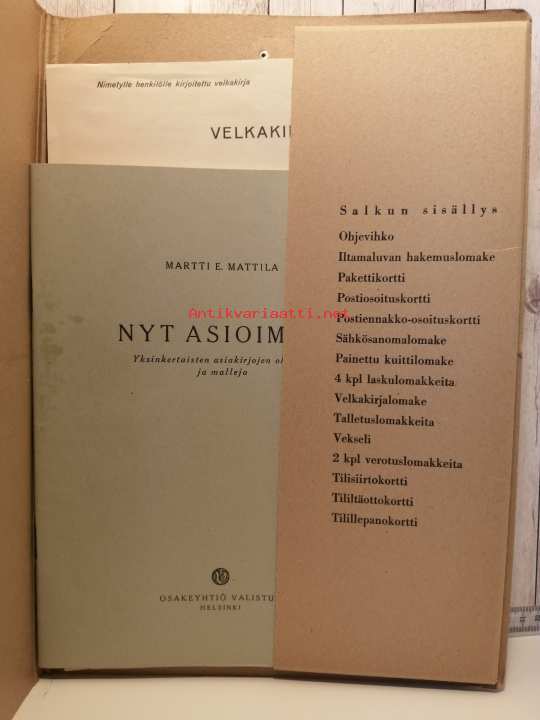 Nimetylle henkilölle kirjoitettu velkakirja
VELKAKI
MARTTI E. MATTILA
NYT ASIOIM
Yksinkertaisten asiakirjojen oh
ja malleja
OSAKEYHTIÖ VALISTU
HELSINKI
Salkun sisällys
Ohjevihko
Iltamaluvan hakemuslomake
Pakettikortti
Postiosoituskortti
Postiennakko-osoituskortti
Sähkösanomalomake
Painettu kuittilomake
4 kpl laskulomakkeita
Velkakirjalomake
Talletuslomakkeita
Vekseli
2 kpl verotuslomakkeita
Tilisiirtokortti
Tililtäottokortti
Tilillepanokortti
Antikvariaatti.net